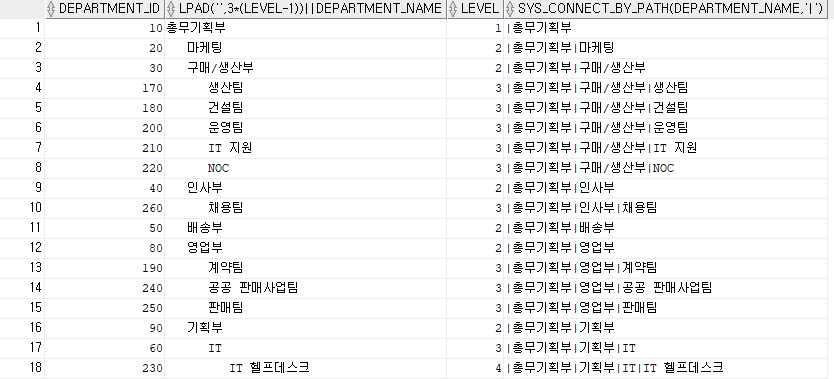 DEPARTMENT_ID LPAD('',3*(LEVEL-1))||DEPARTMENT_NAME LEVEL SYS_CONNECT_BY_PATH(DEPARTMENT_NAME,'|')
1 10 총무기획부 1 |총무기획부
2 20 마케팅 2 |총무기획부|마케팅
3 30 구매/생산부 2 |총무기획부|구매/생산부
4 170 생산팀 3 |총무기획부|구매/생산부|생산팀
5 180 건설팀 3 |총무기획부|구매/생산부|건설팀
6 200 운영팀 3 |총무기획부|구매/생산부|운영팀
7 210 IT 지원 3 |총무기획부|구매/생산부|IT 지원
8 220 NOC 3 |총무기획부|구매/생산부|NOC
9 40 인사부 2 |총무기획부|인사부
10 260 채용팀 3 |총무기획부|인사부|채용팀
11 50 배송부 2 |총무기획부|배송부
12 80 영업부 2 |총무기획부|영업부
13 190 계약팀 3 |총무기획부|영업부|계약팀
14 240 공공 판매사업팀 3 |총무기획부|영업부|공공 판매사업팀
15 250 판매팀 3 |총무기획부|영업부|판매팀
16 90 기획부 2 |총무기획부|기획부
17 60 IT 3 |총무기획부|기획부|IT
18 230 IT 헬프데스크 4 |총무기획부|기획부|IT|IT 헬프데스크